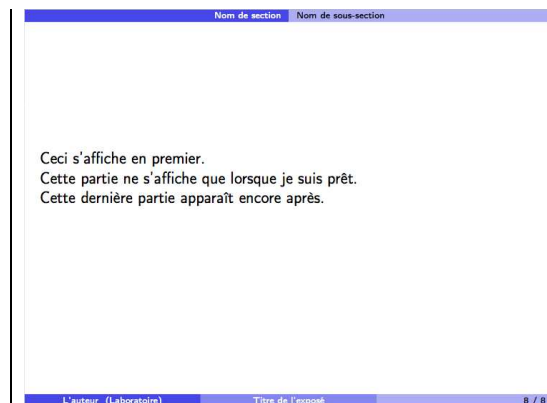 Nom de section Nom de sous-section
Ceci s'affiche en premier.
Cette partie ne s'affiche que lorsque je suis prêt.
Cette dernière partie apparaît encore après.
L'auteur (Laboratoire) Titre de l'exposé 8 / 8